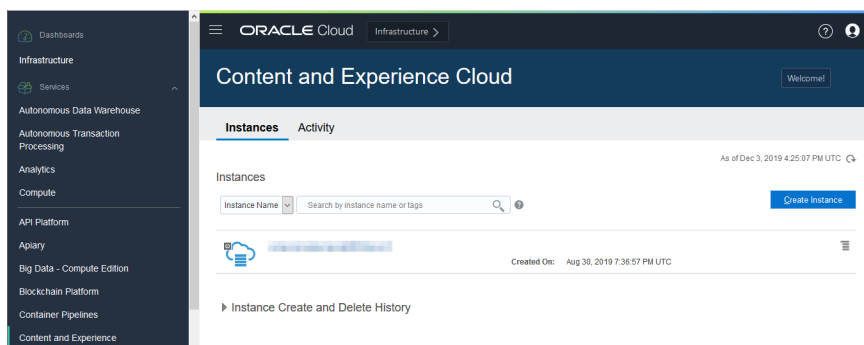 Dashboards
Infrastructure
Services
Autonomous Data Warehouse
Autonomous Transaction
Processing
Analytics
Compute
API Platform
Apiary
Big Data - Compute Edition
Blockchain Platform
Container Pipelines
Content and Experience
ORACLE Cloud Infrastructure >
?
Content and Experience Cloud
Welcome!
Instances Activity
As of Dec 3, 2019 4:25:07 PM UTC
Instances
Instance Name Search by instance name or tags ?
Create Instance
Created On: Aug 30, 2019 7:36:57 PM UTC
Instance Create and Delete History